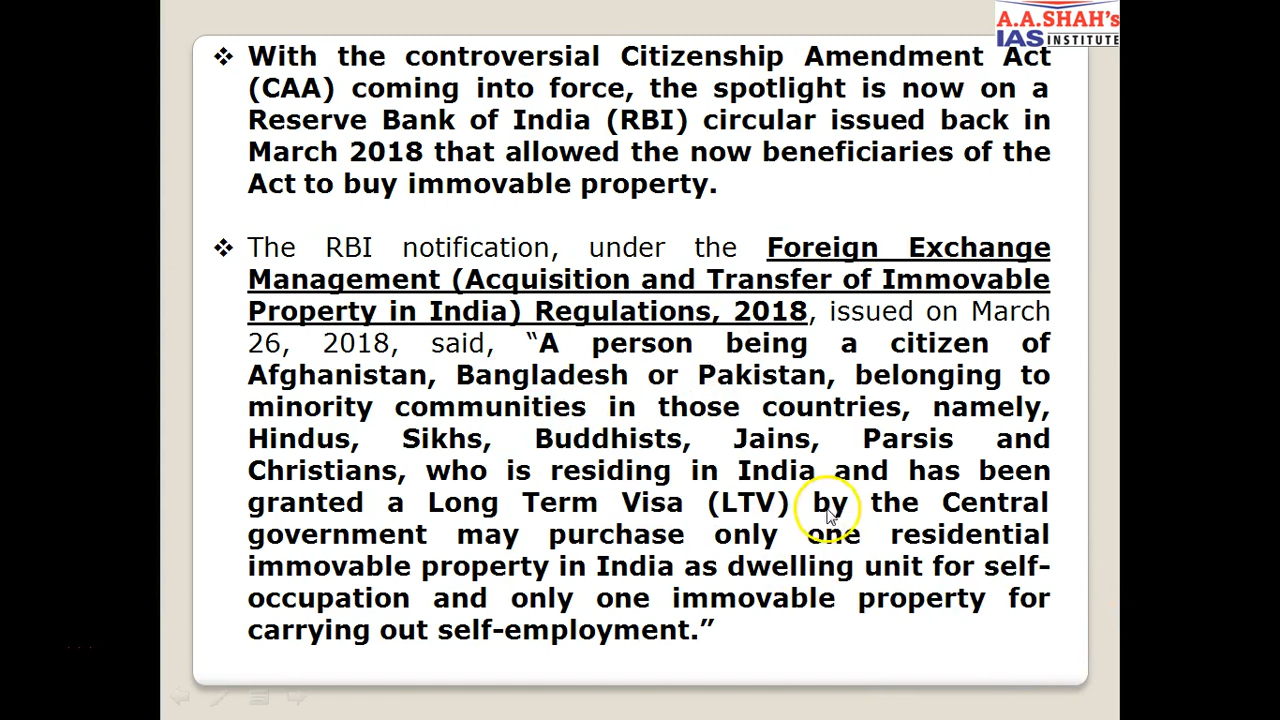 A.A.SHAH's
IAS INSTITUTE
❖ With the controversial Citizenship Amendment Act
(CAA) coming into force, the spotlight is now on a
Reserve Bank of India (RBI) circular issued back in
March 2018 that allowed the now beneficiaries of the
Act to buy immovable property.
❖ The RBI notification, under the Foreign Exchange
Management (Acquisition and Transfer of Immovable
Property in India) Regulations, 2018, issued on March
26, 2018, said, “A person being a citizen of
Afghanistan, Bangladesh or Pakistan, belonging to
minority communities in those countries, namely,
Hindus, Sikhs, Buddhists, Jains, Parsis and
Christians, who is residing in India and has been
granted a Long Term Visa (LTV) by the Central
government may purchase only one residential
immovable property in India as dwelling unit for self-
occupation and only one immovable property for
carrying out self-employment.”